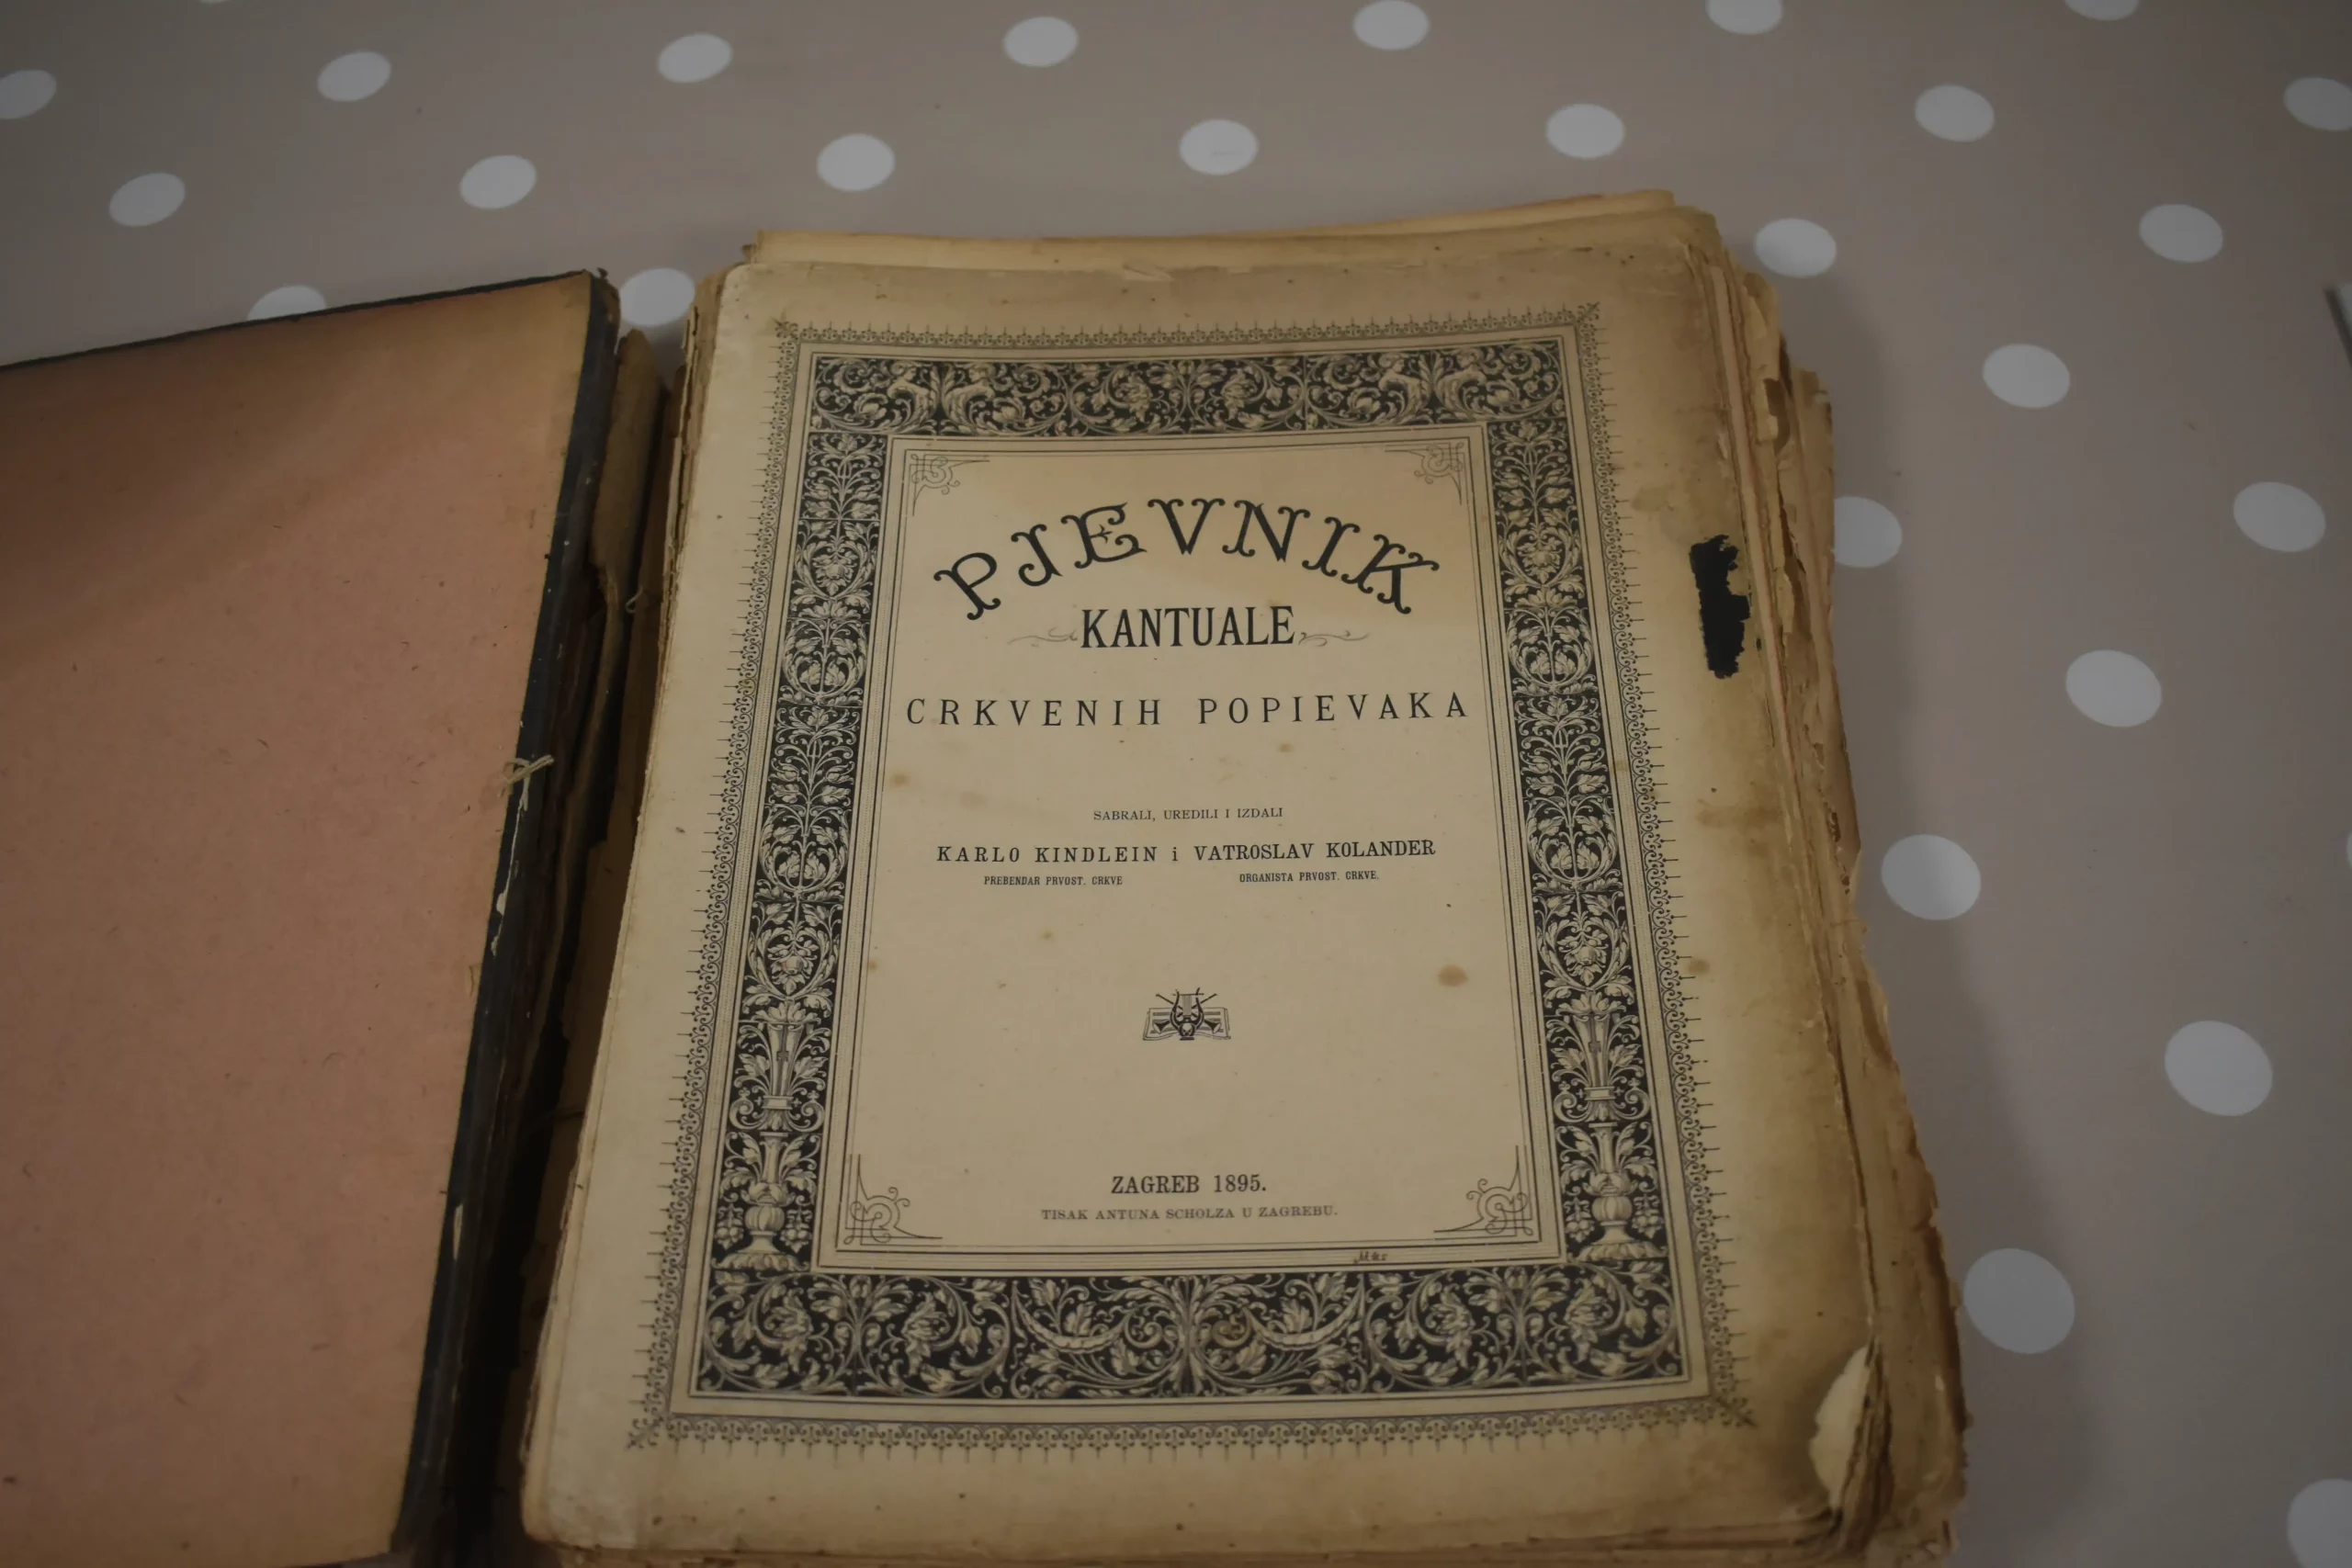 PJEVNIK
KANTUALE
CRKVENIH POPIEVAKA
SABRALI, UREDILI I IZDALI
KARLO KINDLEIN i VATROSLAV KOLANDER
PREBENDAR PRVOST. CRKVE ORGANISTA PRVOST. CRKVE.
ZAGREB 1895.
TISAK ANTUNA SCHOLZA U ZAGREBU.